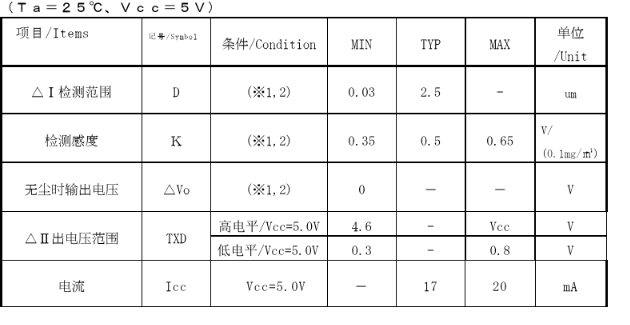 (Ｔａ＝２５℃、Ｖｃｃ＝５Ｖ)
项目/Items 记号/Symbol 条件/Condition MIN TYP MAX 单位/Unit
△Ⅰ检测范围 D (※1,2) 0.03 2.5 - um
检测感度 K (※1,2) 0.35 0.5 0.65 V/(0.1mg/㎥)
无尘时输出电压 △Vo (※1,2) 0 － － V
△Ⅱ出电压范围 TXD 高电平/Vcc=5.0V 4.6 - Vcc V
低电平/Vcc=5.0V 0.3 - 0.8 V
电流 Icc Vcc=5.0V － 17 20 mA